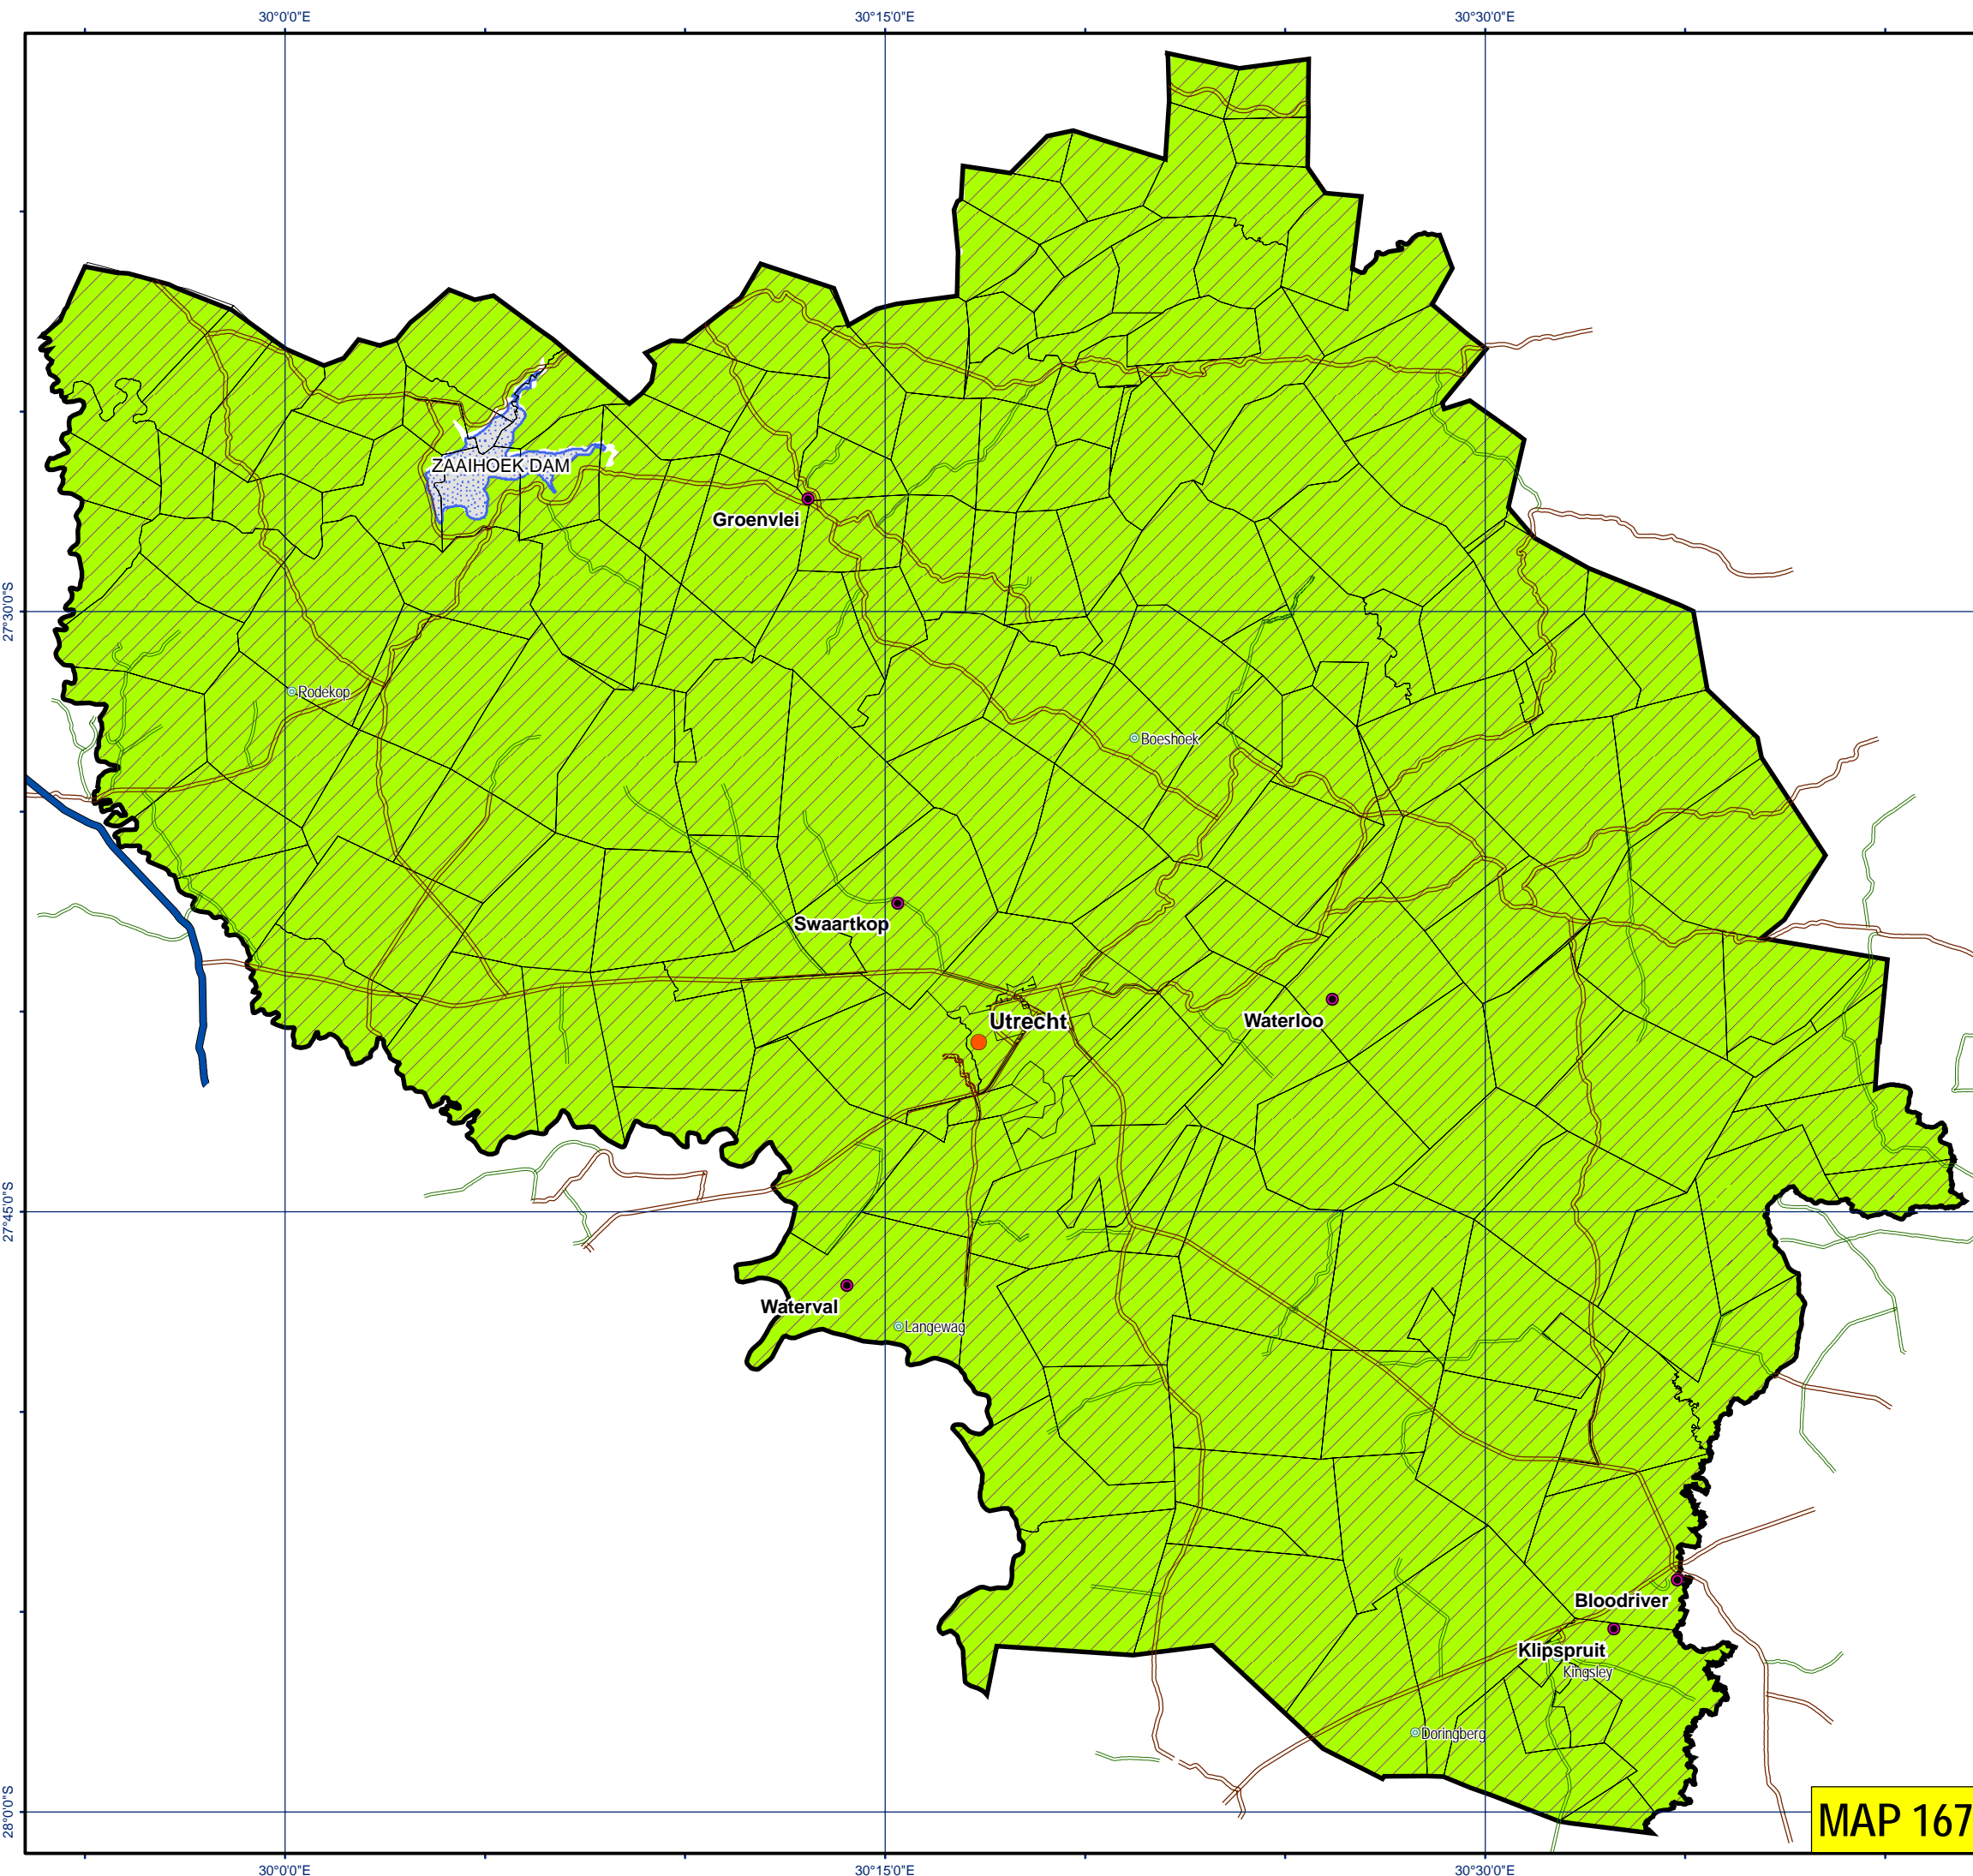 30°0'0"E
30°15'0"E
30°30'0"E
ZAAIHOEK DAM
Groenvlei
27°30'0"S
Rodekop
Boeshoek
Swaartkop
Utrecht
Waterloo
27°45'0"S
Waterval
Langewag
Bloodriver
Klipspruit
Kingsley
Doringberg
28°0'0"S
MAP 167
30°0'0"E
30°15'0"E
30°30'0"E